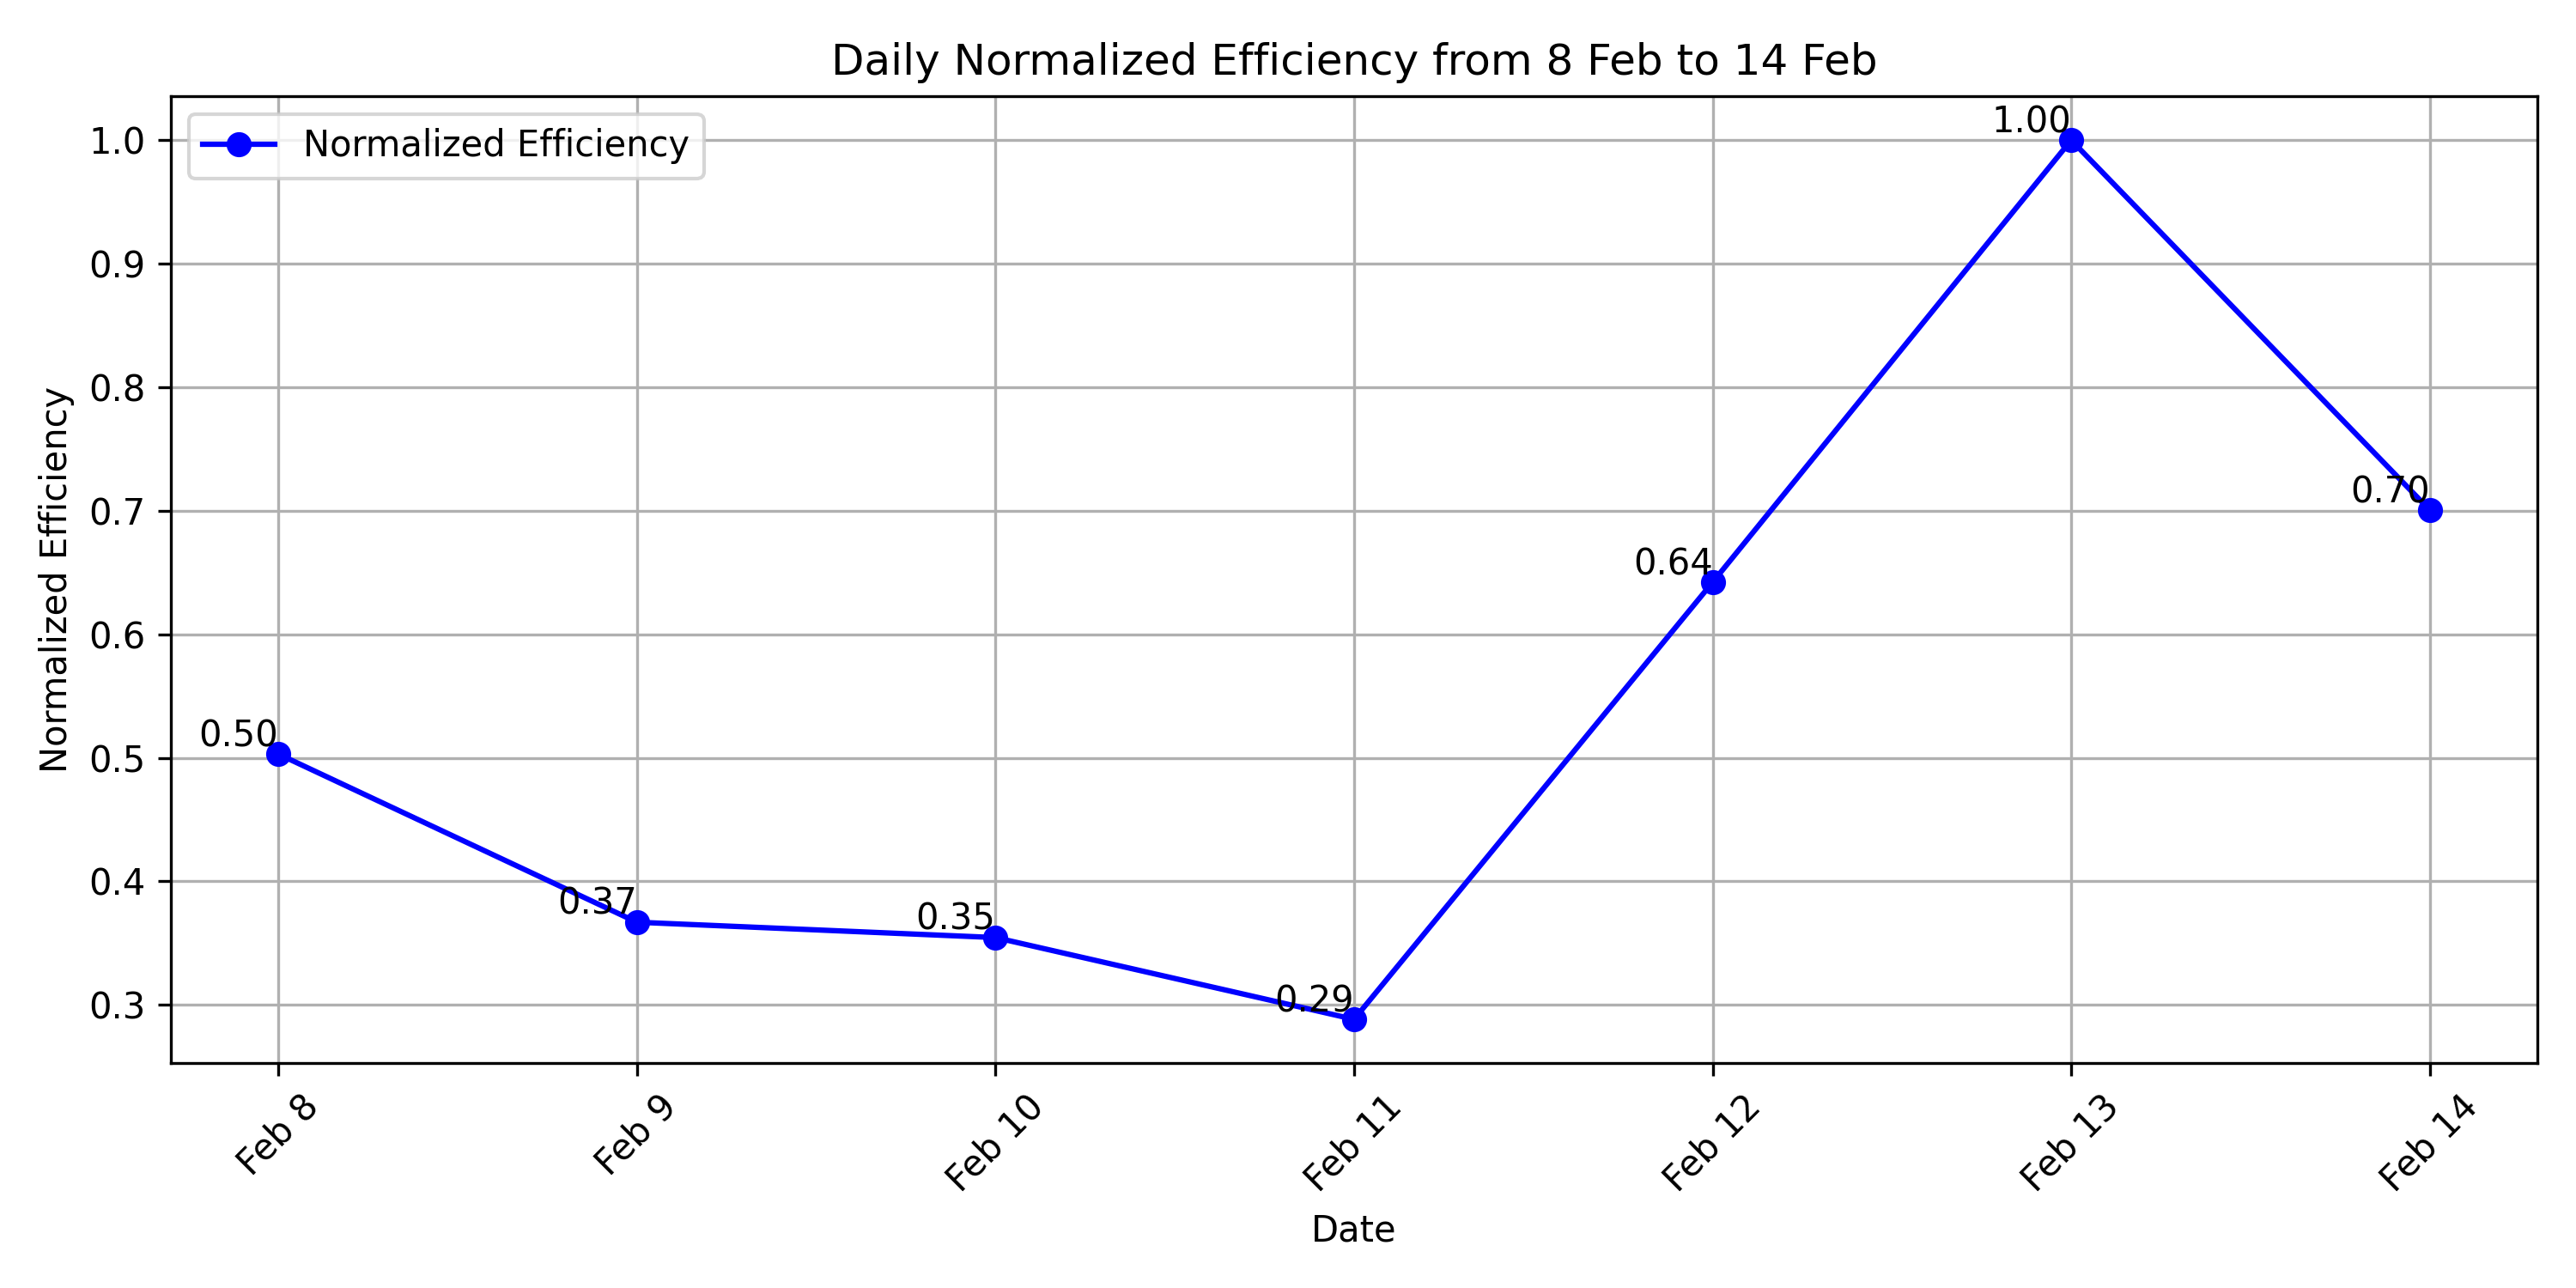 Daily Normalized Efficiency from 8 Feb to 14 Feb
Normalized Efficiency
Normalized Efficiency
1.0
0.9
0.8
0.7
0.6
0.5
0.4
0.3
0.50
0.37
0.35
0.29
0.64
1.00
0.70
Feb 8
Feb 9
Feb 10
Feb 11
Feb 12
Feb 13
Feb 14
Date